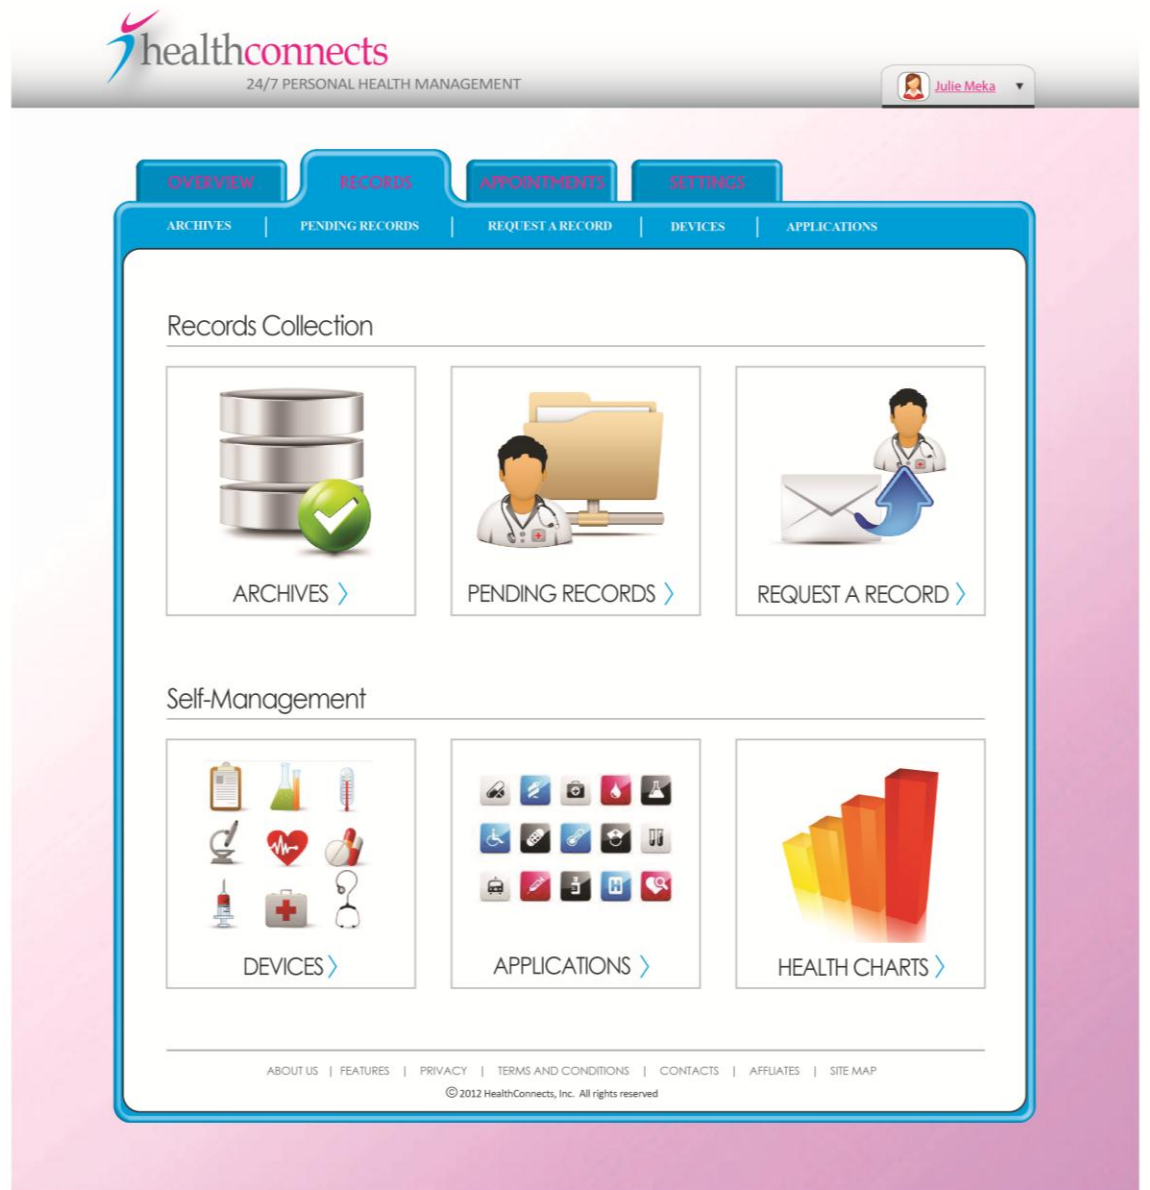 healthconnects
24/7 PERSONAL HEALTH MANAGEMENT
Julie Meka
OVERVIEW RECORDS APPOINTMENTS SETTINGS
ARCHIVES | PENDING RECORDS | REQUEST A RECORD | DEVICES | APPLICATIONS
Records Collection
ARCHIVES PENDING RECORDS REQUEST A RECORD
Self-Management
DEVICES APPLICATIONS HEALTH CHARTS
ABOUT US | FEATURES | PRIVACY | TERMS AND CONDITIONS | CONTACTS | AFFLIATES | SITE MAP
© 2012 HealthConnects, Inc. All rights reserved